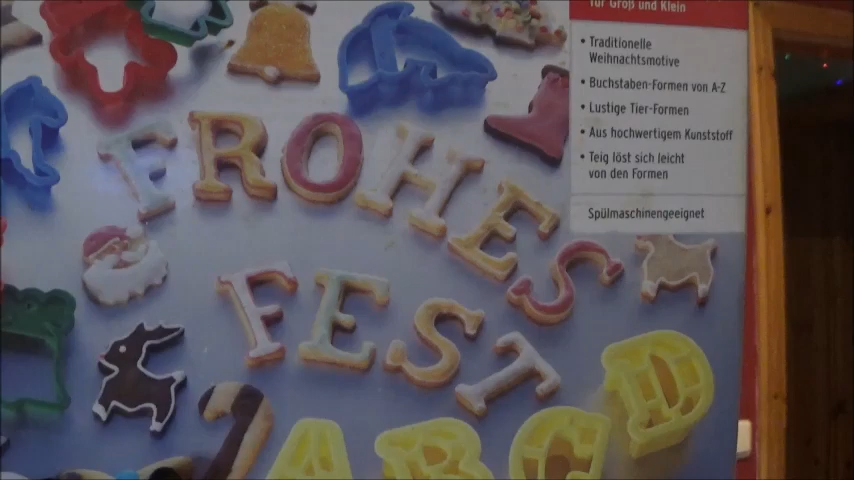 für Groß und Klein
• Traditionelle
Weihnachtsmotive
• Buchstaben-Formen von A-Z
• Lustige Tier-Formen
• Aus hochwertigem Kunststoff
• Teig löst sich leicht
von den Formen
Spülmaschinengeeignet
FROHES
FEST
ABCD